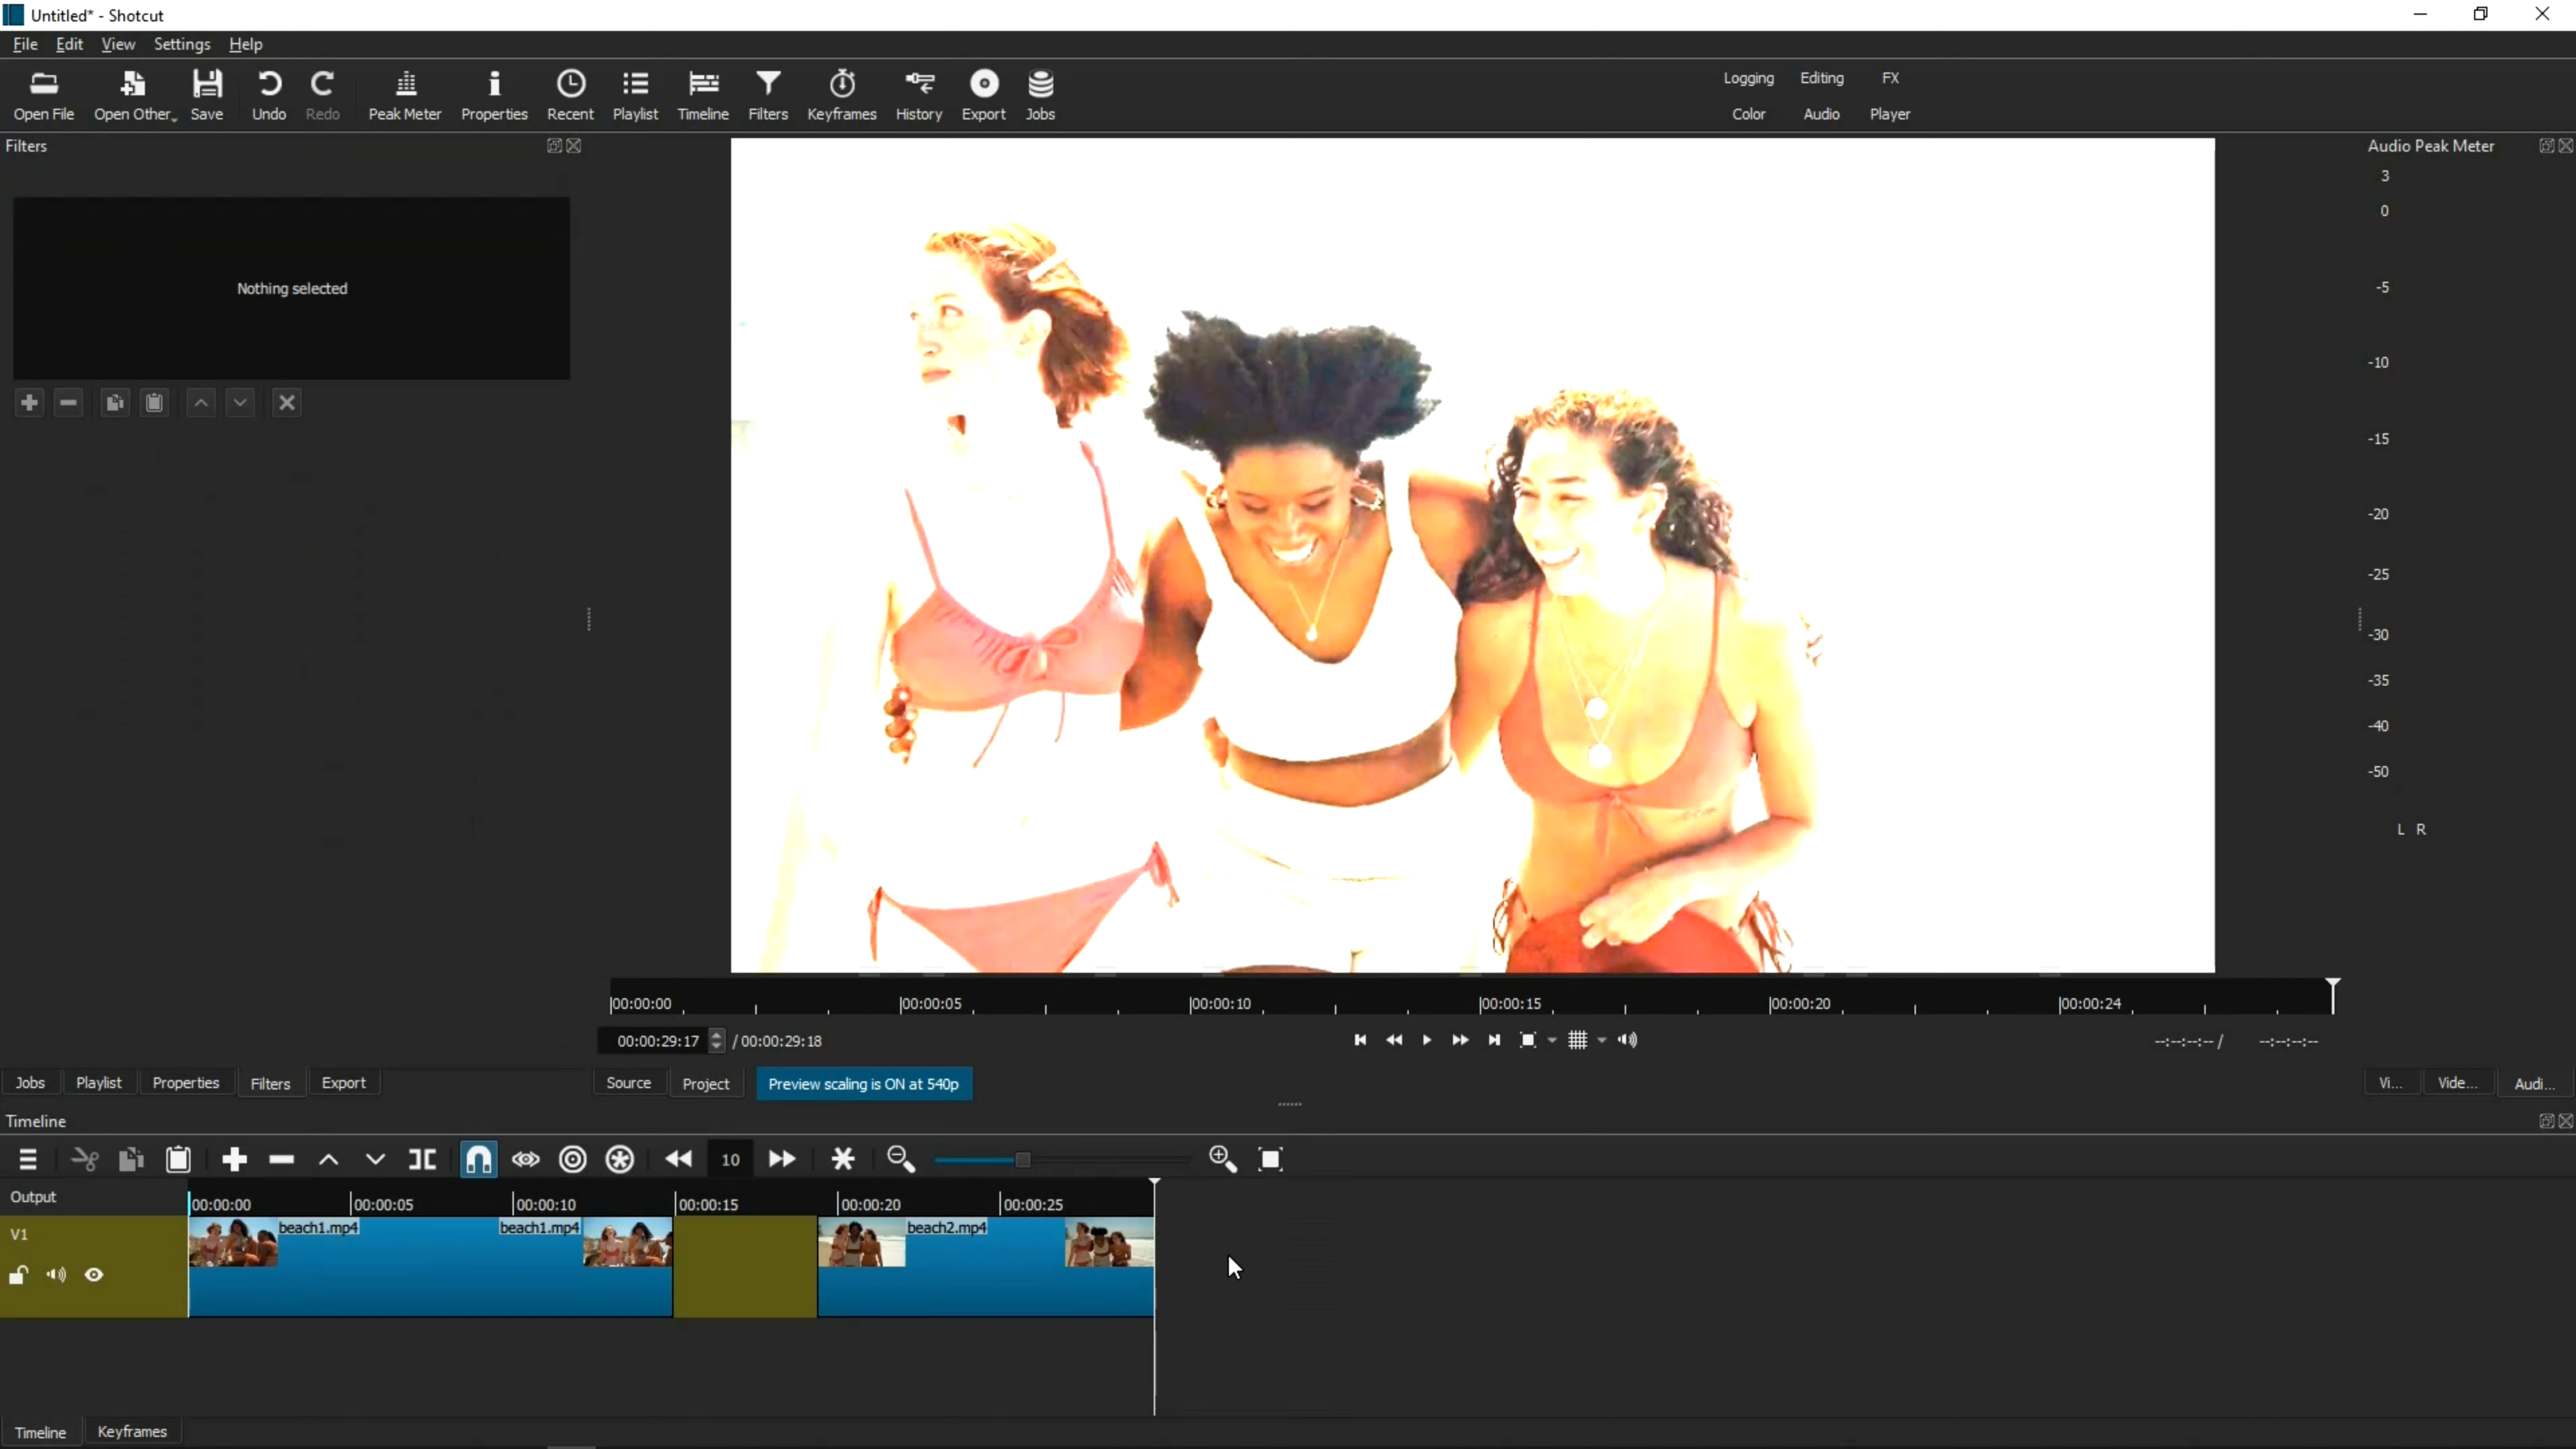 Untitled* - Shotcut
File Edit View Settings Help
Open File Open Other Save Undo Redo Peak Meter Properties Recent Playlist Timeline Filters Keyframes History Export Jobs
Logging Editing FX
Color Audio Player
Filters
Nothing selected
Audio Peak Meter
3
0
-5
-10
-15
-20
-25
-30
-35
-40
-50
L R
00:00:00 00:00:05 00:00:10 00:00:15 00:00:20 00:00:24
00:00:29:17 / 00:00:29:18
--:--:--:-- / --:--:--:--
Jobs Playlist Properties Filters Export
Source Project Preview scaling is ON at 540p
Vi... Vide... Audi...
Timeline
10
Output
00:00:00 00:00:05 00:00:10 00:00:15 00:00:20 00:00:25
V1
beach1.mp4 beach1.mp4 beach2.mp4
Timeline Keyframes